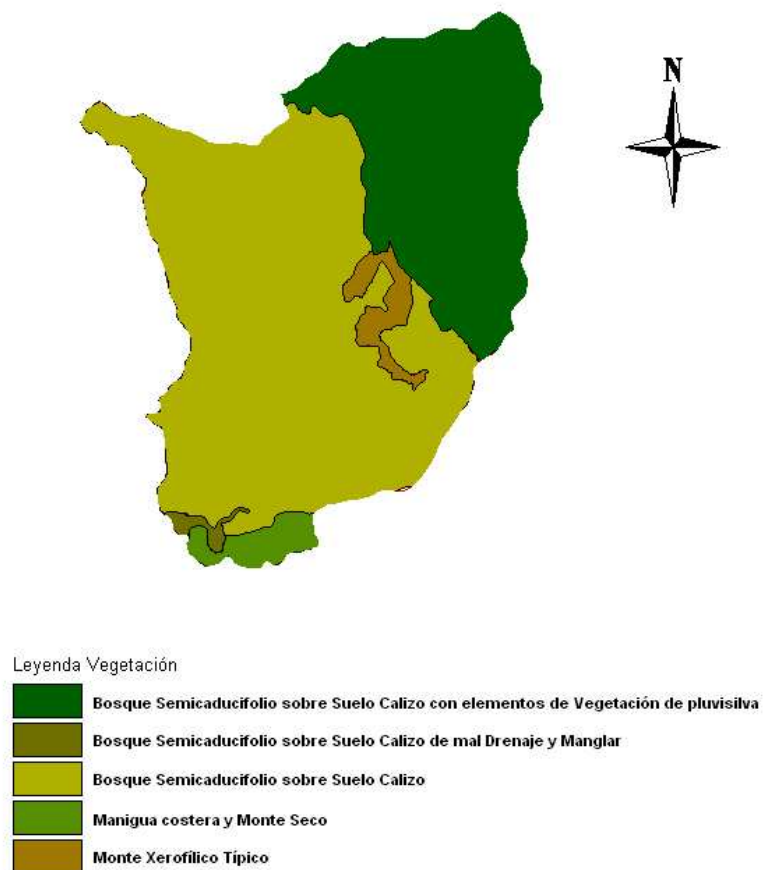 N
Leyenda Vegetación
Bosque Semicaducifolio sobre Suelo Calizo con elementos de Vegetación de pluvisilva
Bosque Semicaducifolio sobre Suelo Calizo de mal Drenaje y Manglar
Bosque Semicaducifolio sobre Suelo Calizo
Manigua costera y Monte Seco
Monte Xerofílico Típico